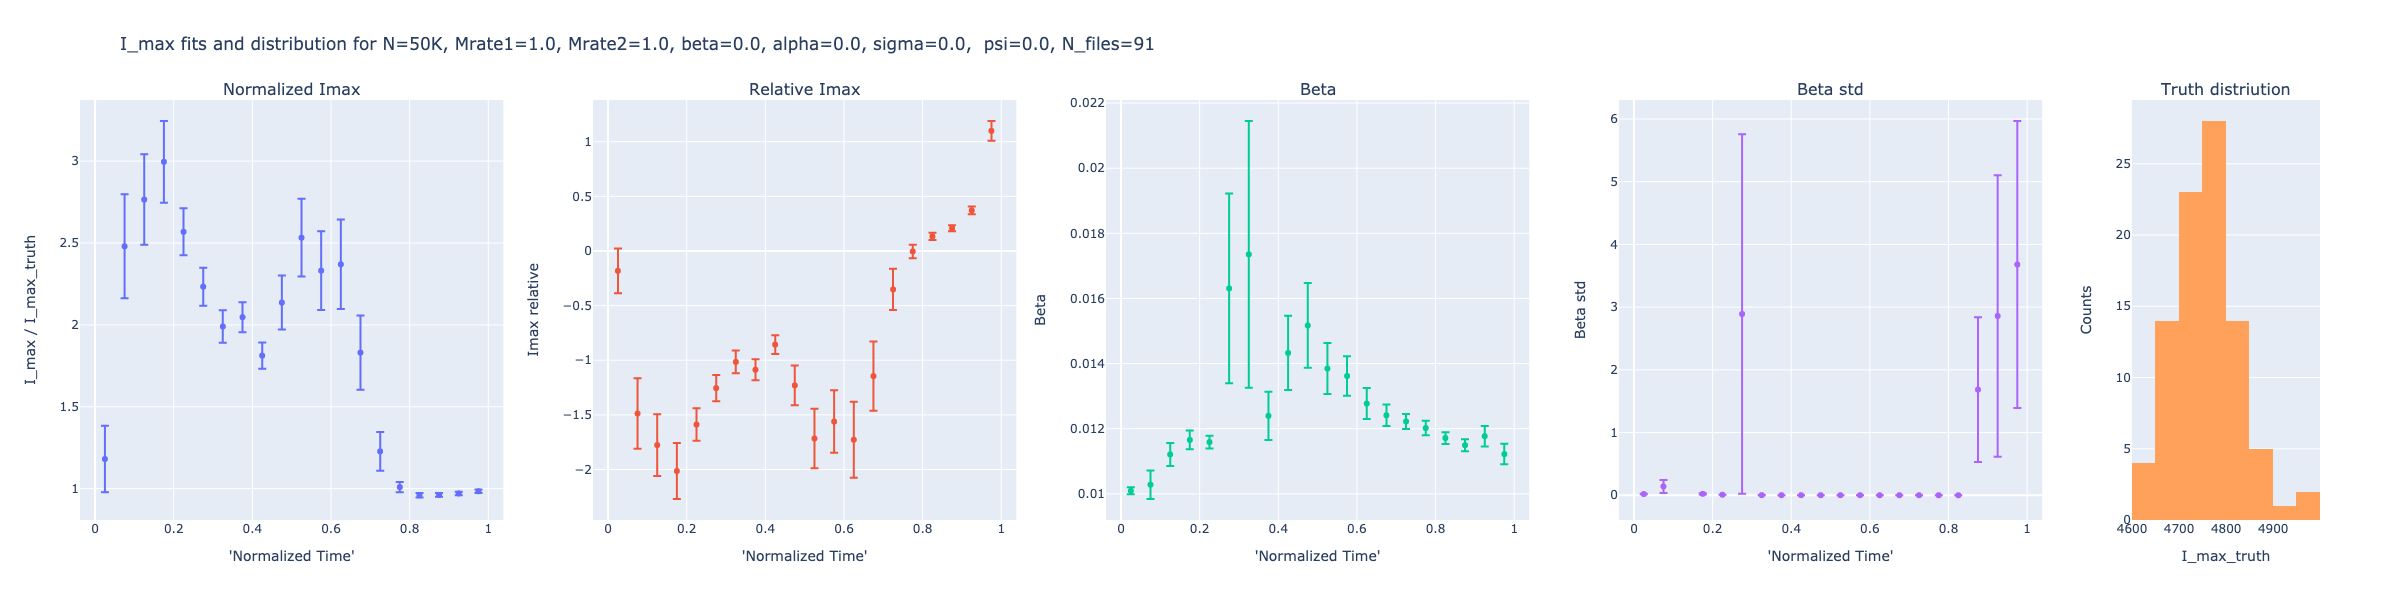 I_max fits and distribution for N=50K, Mrate1=1.0, Mrate2=1.0, beta=0.0, alpha=0.0, sigma=0.0,  psi=0.0, N_files=91
Normalized Imax
I_max / I_max_truth
3
2.5
2
1.5
1
0 0.2 0.4 0.6 0.8 1
'Normalized Time'
Relative Imax
Imax relative
1
0.5
0
−0.5
−1
−1.5
−2
0 0.2 0.4 0.6 0.8 1
'Normalized Time'
Beta
Beta
0.022
0.02
0.018
0.016
0.014
0.012
0.01
0 0.2 0.4 0.6 0.8 1
'Normalized Time'
Beta std
Beta std
6
5
4
3
2
1
0
0 0.2 0.4 0.6 0.8 1
'Normalized Time'
Truth distriution
Counts
25
20
15
10
5
0
4600 4700 4800 4900
I_max_truth